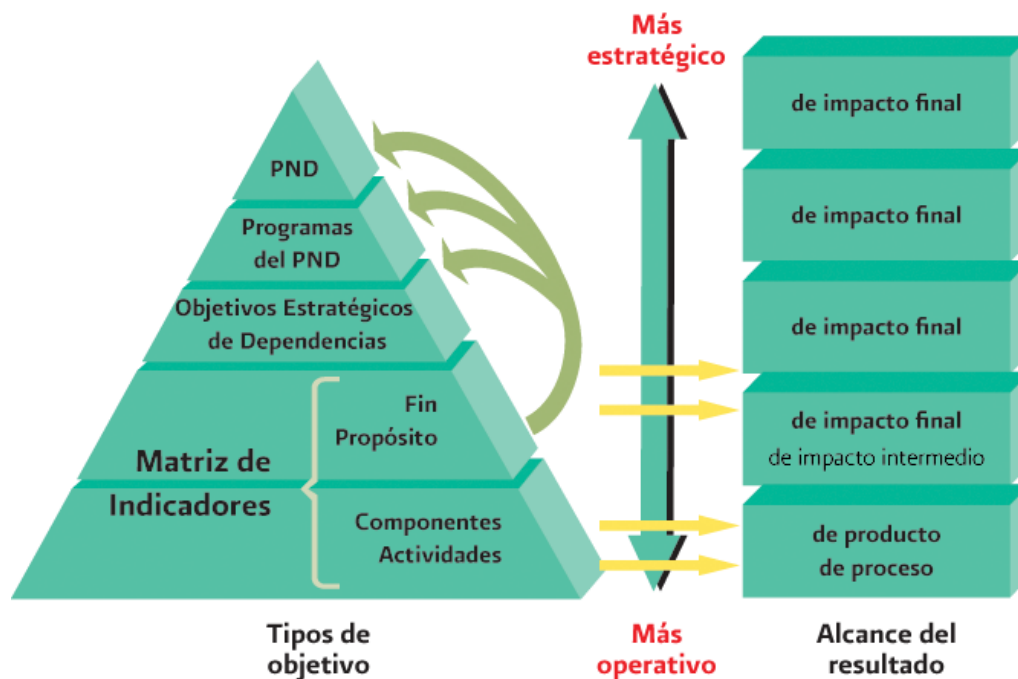 PND
Programas
del PND
Objetivos Estratégicos
de Dependencias
Matriz de
Indicadores
Fin
Propósito
Componentes
Actividades
Tipos de
objetivo
Más
estratégico
Más
operativo
de impacto final
de impacto final
de impacto final
de impacto final
de impacto intermedio
de producto
de proceso
Alcance del
resultado